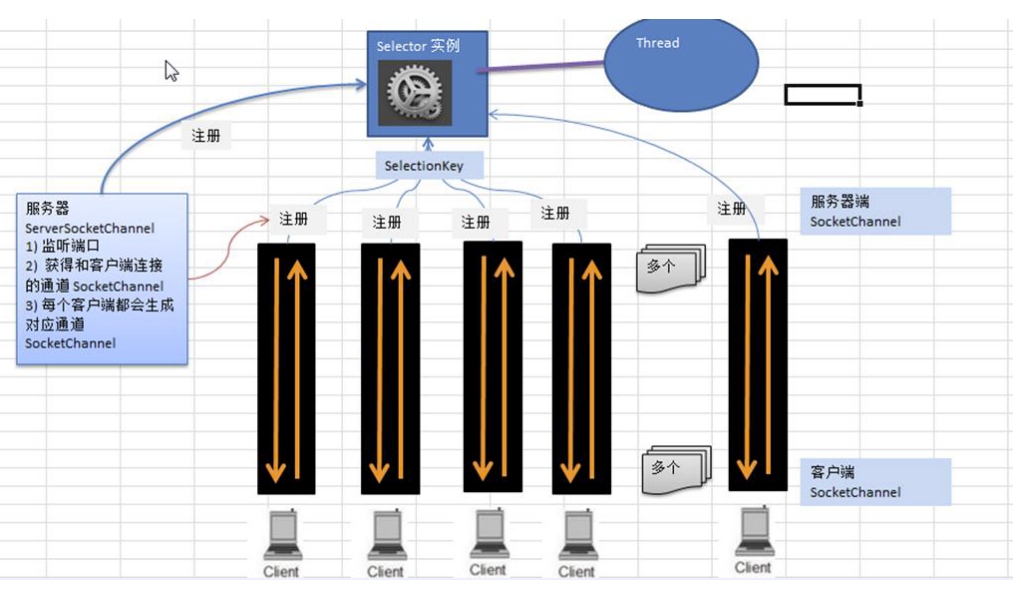 Selector 实例
Thread
注册
SelectionKey
服务器
ServerSocketChannel
1) 监听端口
2) 获得和客户端连接
的通道 SocketChannel
3) 每个客户端都会生成
对应通道
SocketChannel
注册
注册
注册
注册
注册
服务器端
SocketChannel
多个
多个
客户端
SocketChannel
Client
Client
Client
Client
Client